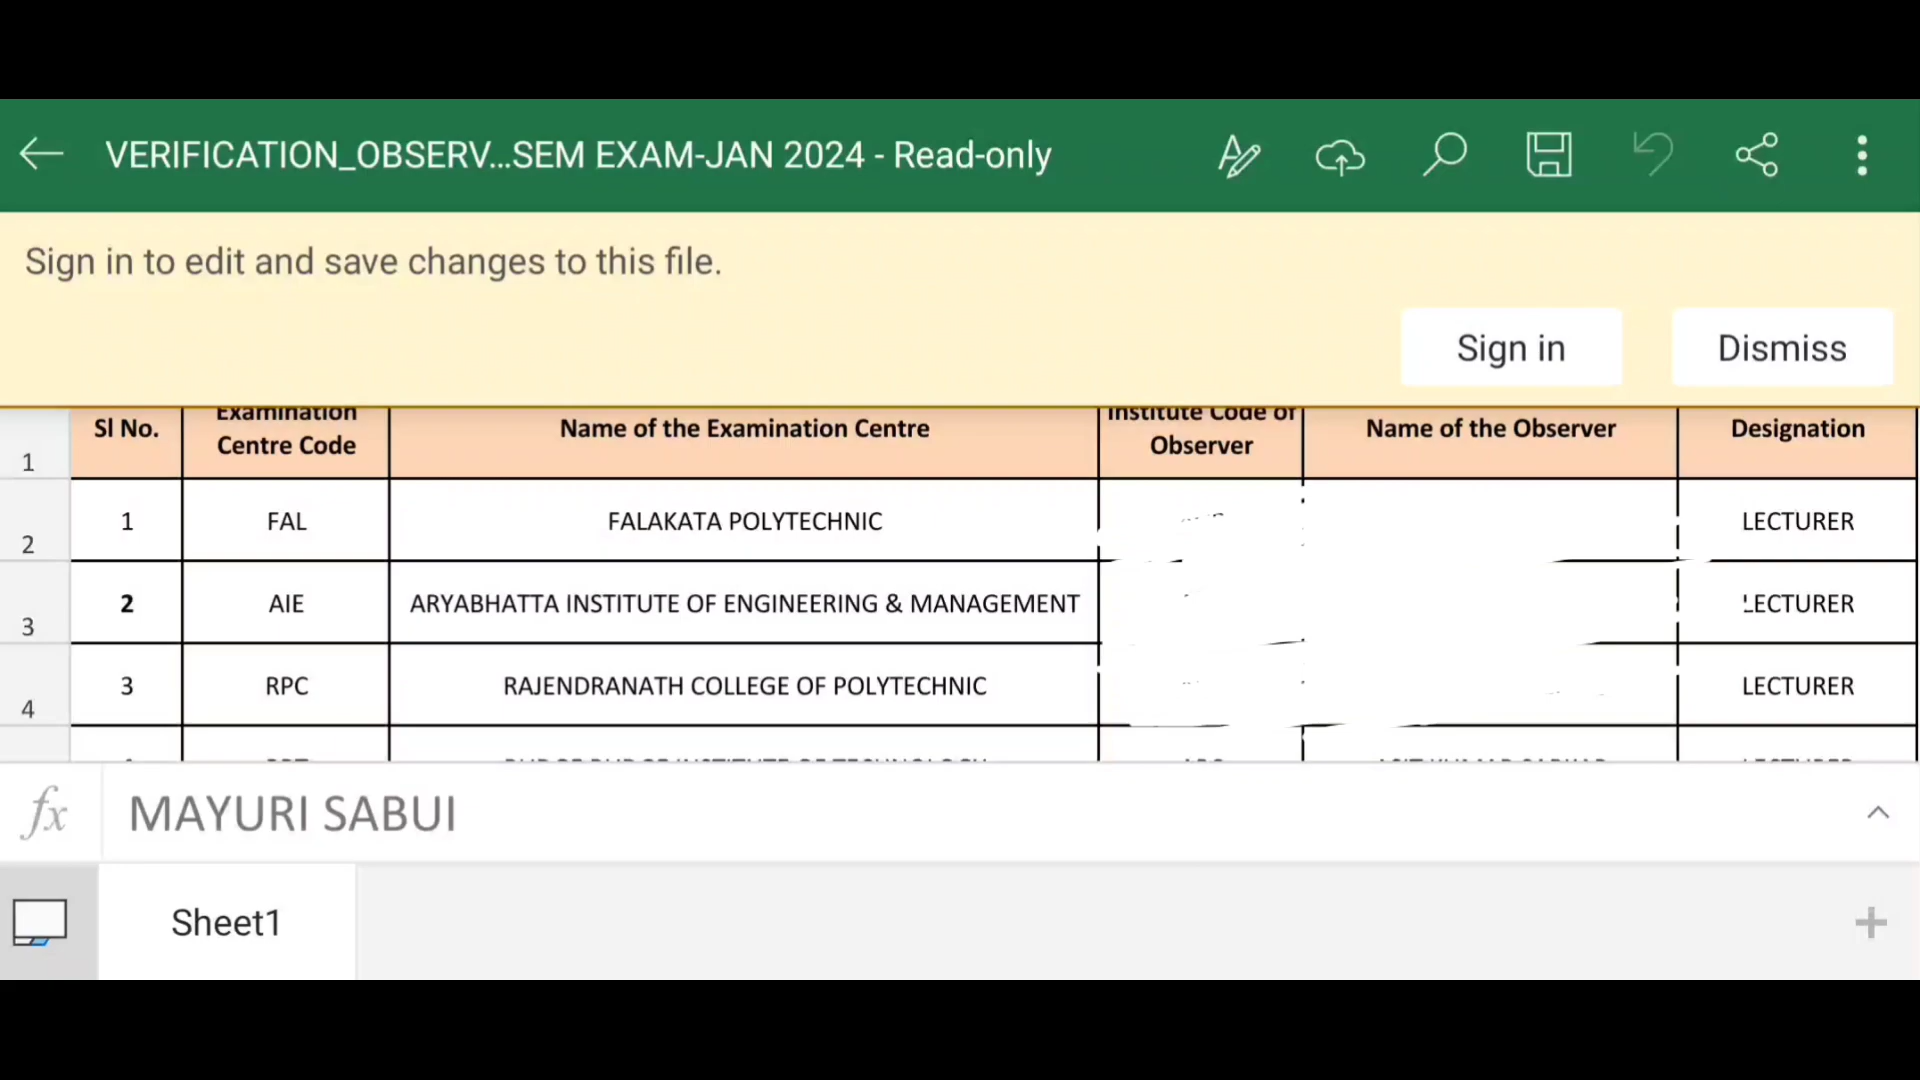 VERIFICATION_OBSERV...SEM EXAM-JAN 2024 - Read-only
Sign in to edit and save changes to this file.
Sign in Dismiss
1 Sl No. Examination Centre Code Name of the Examination Centre Institute Code of Observer Name of the Observer Designation
2 1 FAL FALAKATA POLYTECHNIC LECTURER
3 2 AIE ARYABHATTA INSTITUTE OF ENGINEERING & MANAGEMENT LECTURER
4 3 RPC RAJENDRANATH COLLEGE OF POLYTECHNIC LECTURER
fx MAYURI SABUI
Sheet1